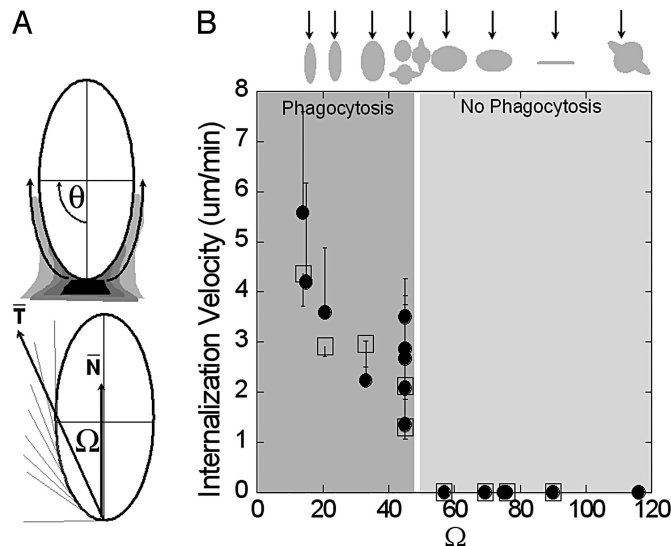 A
B
θ
T̅
N̅
Ω
Phagocytosis
No Phagocytosis
Internalization Velocity (um/min)
8
7
6
5
4
3
2
1
0
0 20 40 60 80 100 120
Ω